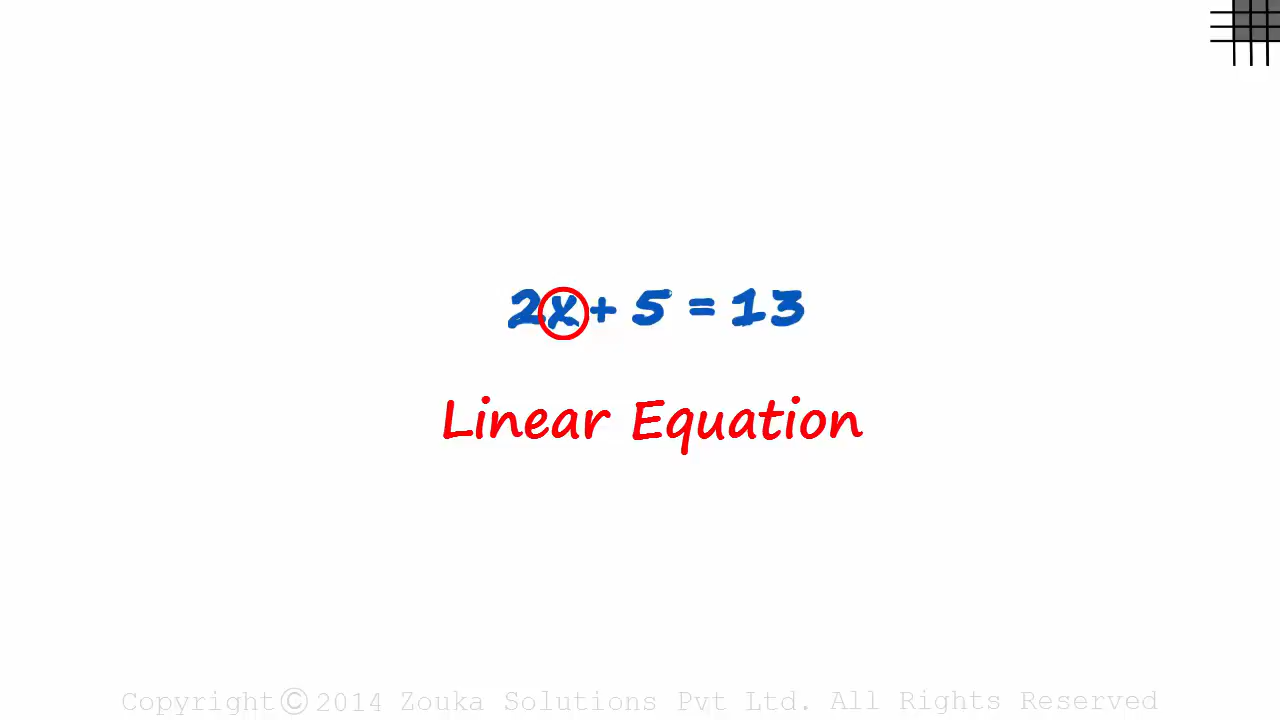 2x + 5 = 13
Linear Equation
Copyright©2014 Zouka Solutions Pvt Ltd. All Rights Reserved